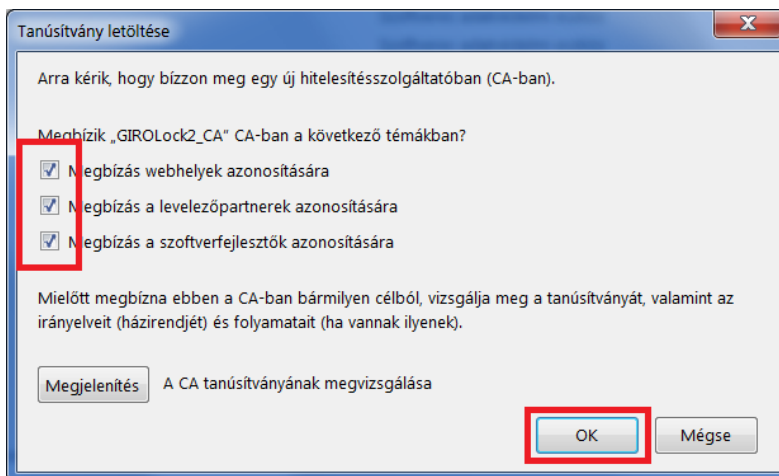 Tanúsítvány letöltése
X
Arra kérik, hogy bízzon meg egy új hitelesítésszolgáltatóban (CA-ban).
Megbízik „GIROLock2_CA” CA-ban a következő témákban?
Megbízás webhelyek azonosítására
Megbízás a levelezőpartnerek azonosítására
Megbízás a szoftverfejlesztők azonosítására
Mielőtt megbízna ebben a CA-ban bármilyen célból, vizsgálja meg a tanúsítványát, valamint az
irányelveit (házirendjét) és folyamatait (ha vannak ilyenek).
Megjelenítés A CA tanúsítványának megvizsgálása
OK Mégse